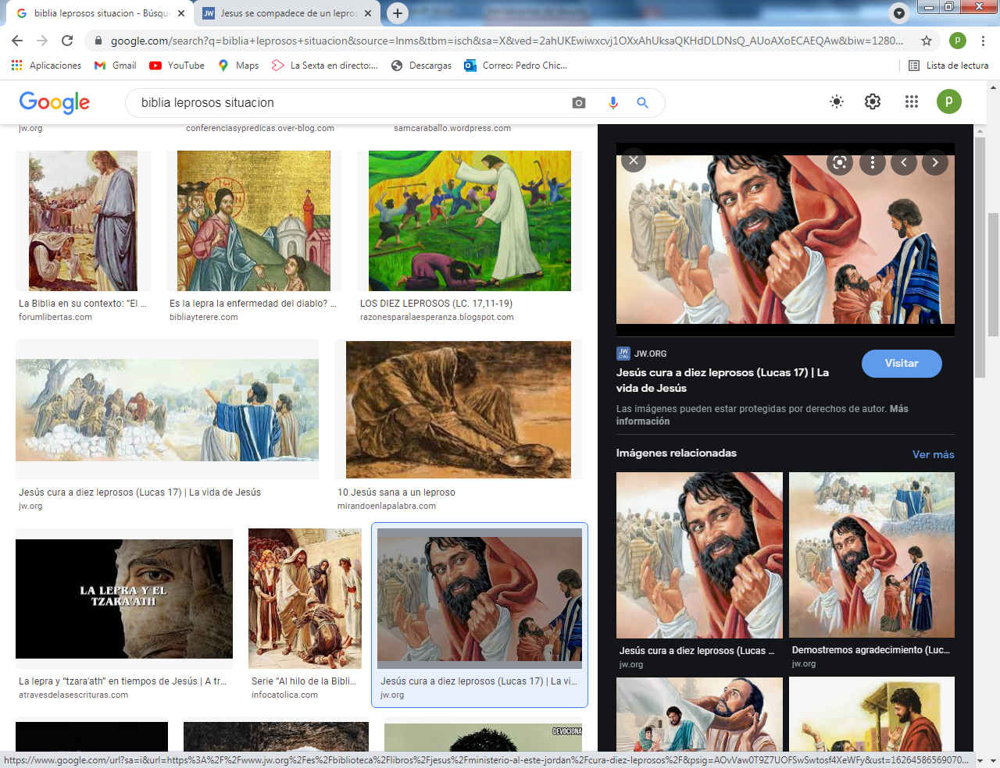 biblia leprosos situacion - Búsqu
Jesus se compadece de un lepros
google.com/search?q=biblia+leprosos+situacion&source=lnms&tbm=isch&sa=X&ved=2ahUKEwiwxcvj1OXxAhUksaQKHdDLDNsQ_AUoAXoECAEQAw&biw=1280...
p
Aplicaciones
Gmail
YouTube
Maps
La Sexta en directo:...
Descargas
Correo: Pedro Chic...
Lista de lectura
Google
biblia leprosos situacion
p
jw.org
conferenciasypredicas.over-blog.com
samcaraballo.wordpress.com
La Biblia en su contexto: “El ...
forumlibertas.com
Es la lepra la enfermedad del diablo? ...
bibliayterere.com
LOS DIEZ LEPROSOS (LC. 17,11-19)
razonesparalaesperanza.blogspot.com
Jesús cura a diez leprosos (Lucas 17) | La vida de Jesús
jw.org
10 Jesús sana a un leproso
mirandoenlapalabra.com
LA LEPRA Y EL
TZARA'ATH
La lepra y “tzara'ath” en tiempos de Jesús | A tr...
atravesdelasescrituras.com
Serie “Al hilo de la Bibli...
infocatolica.com
Jesús cura a diez leprosos (Lucas 17) | La vi...
jw.org
DEVOCIONA
JW.ORG
JW.ORG
Visitar
Jesús cura a diez leprosos (Lucas 17) | La
vida de Jesús
Las imágenes pueden estar protegidas por derechos de autor. Más
información
Imágenes relacionadas
Ver más
Jesús cura a diez leprosos (Lucas ...
jw.org
Demostremos agradecimiento (Luc...
jw.org
https://www.google.com/url?sa=i&url=https%3A%2F%2Fwww.jw.org%2Fes%2Fbiblioteca%2Flibros%2Fjesus%2Fministerio-al-este-jordan%2Fcura-diez-leprosos%2F&psig=AOvVaw0T9Z7UOFSwSwtosf4XeWFy&ust=16264586569070...